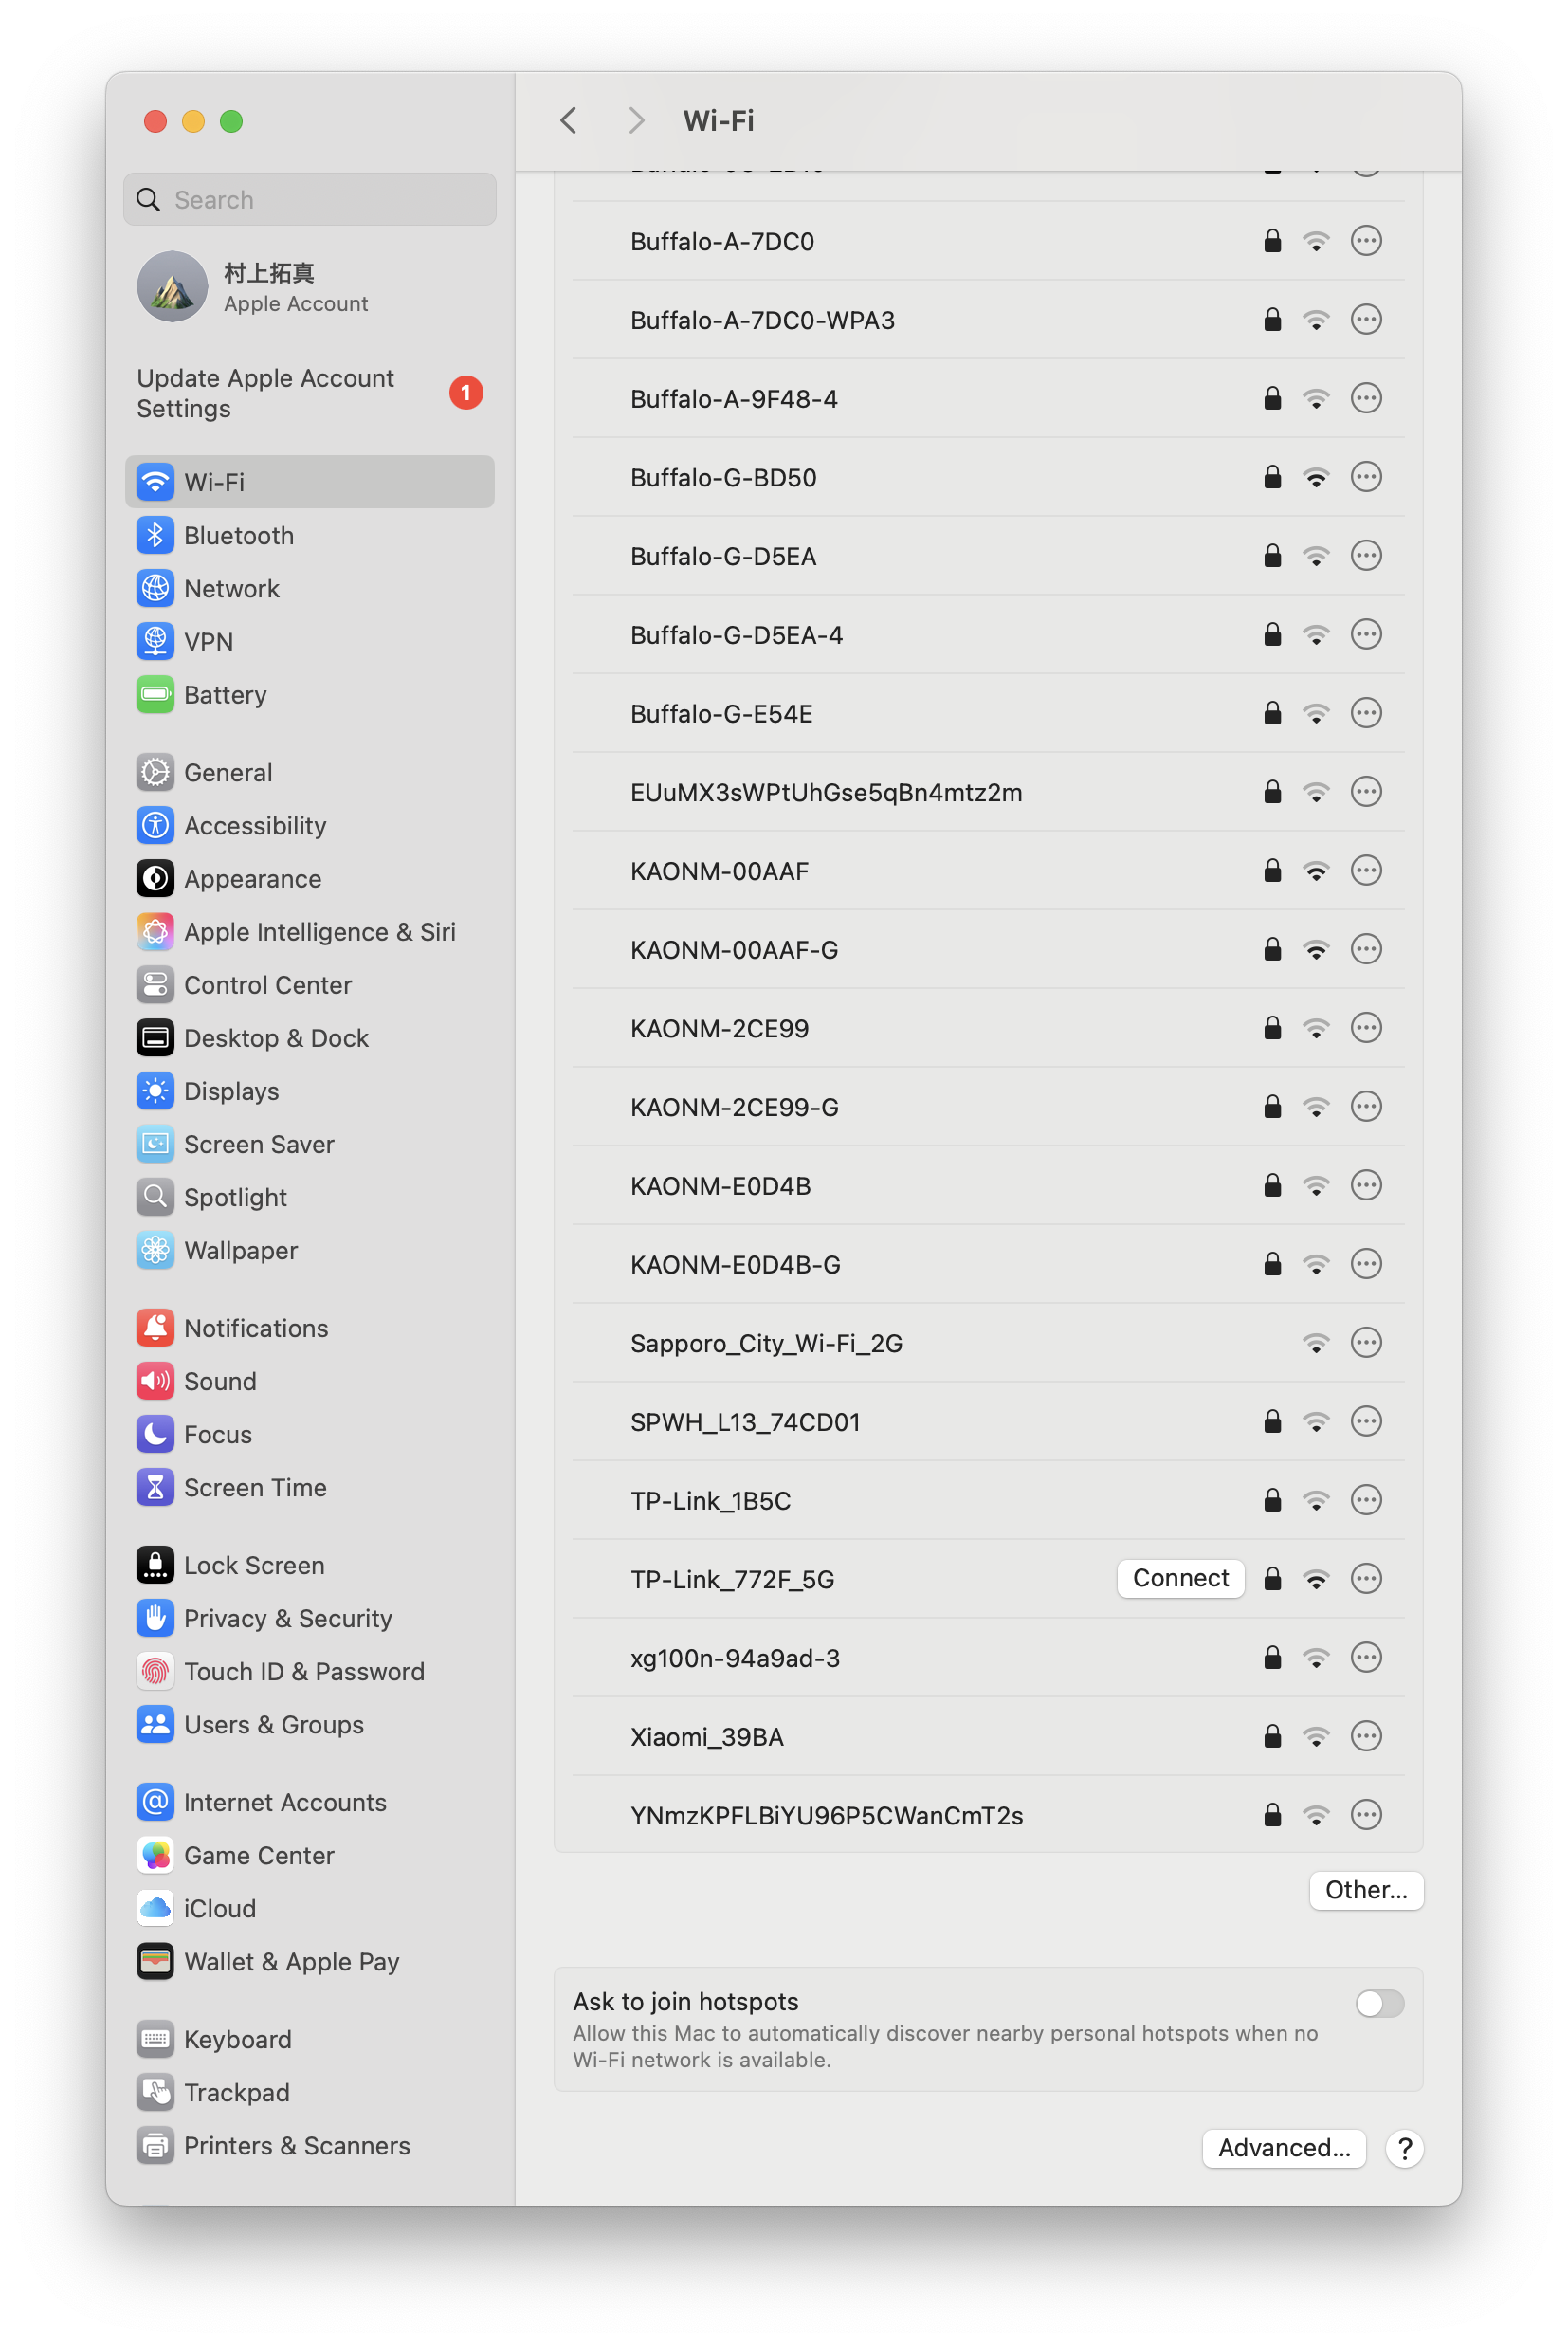 Wi-Fi
Search
村上拓真
Apple Account
Update Apple Account
Settings
1
Wi-Fi
Bluetooth
Network
VPN
Battery
General
Accessibility
Appearance
Apple Intelligence & Siri
Control Center
Desktop & Dock
Displays
Screen Saver
Spotlight
Wallpaper
Notifications
Sound
Focus
Screen Time
Lock Screen
Privacy & Security
Touch ID & Password
Users & Groups
Internet Accounts
Game Center
iCloud
Wallet & Apple Pay
Keyboard
Trackpad
Printers & Scanners
Buffalo-A-7DC0
Buffalo-A-7DC0-WPA3
Buffalo-A-9F48-4
Buffalo-G-BD50
Buffalo-G-D5EA
Buffalo-G-D5EA-4
Buffalo-G-E54E
EUuMX3sWPtUhGse5qBn4mtz2m
KAONM-00AAF
KAONM-00AAF-G
KAONM-2CE99
KAONM-2CE99-G
KAONM-E0D4B
KAONM-E0D4B-G
Sapporo_City_Wi-Fi_2G
SPWH_L13_74CD01
TP-Link_1B5C
TP-Link_772F_5G Connect
xg100n-94a9ad-3
Xiaomi_39BA
YNmzKPFLBiYU96P5CWanCmT2s
Other...
Ask to join hotspots
Allow this Mac to automatically discover nearby personal hotspots when no
Wi-Fi network is available.
Advanced... ?